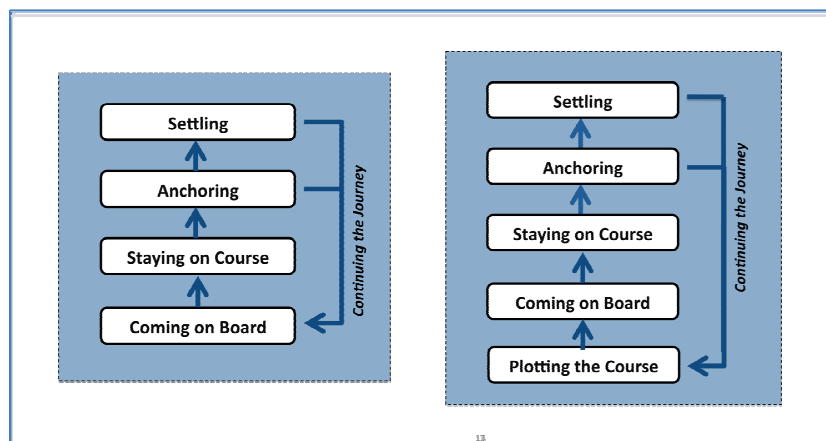 Settling
Anchoring
Staying on Course
Coming on Board
Continuing the Journey
Settling
Anchoring
Staying on Course
Coming on Board
Plotting the Course
Continuing the Journey